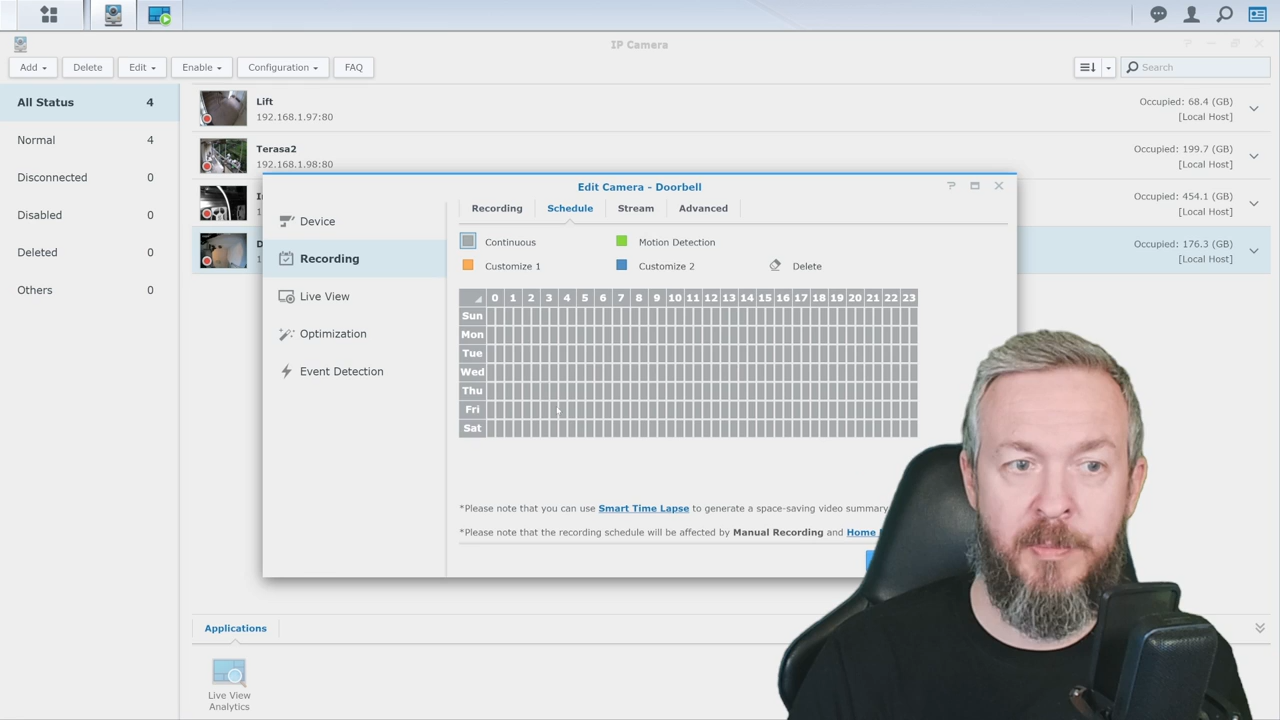 IP Camera
Add
Delete
Edit
Enable
Configuration
FAQ
Search
All Status 4
Normal 4
Disconnected 0
Disabled 0
Deleted 0
Others 0
Lift
192.168.1.97:80
Occupied: 68.4 (GB)
[Local Host]
Terasa2
192.168.1.98:80
Occupied: 199.7 (GB)
[Local Host]
Occupied: 454.1 (GB)
[Local Host]
Occupied: 176.3 (GB)
[Local Host]
Edit Camera - Doorbell
Device
Recording
Live View
Optimization
Event Detection
Recording Schedule Stream Advanced
Continuous Motion Detection
Customize 1 Customize 2 Delete
0 1 2 3 4 5 6 7 8 9 10 11 12 13 14 15 16 17 18 19 20 21 22 23
Sun
Mon
Tue
Wed
Thu
Fri
Sat
*Please note that you can use Smart Time Lapse to generate a space-saving video summary
*Please note that the recording schedule will be affected by Manual Recording and Home
Applications
Live View
Analytics